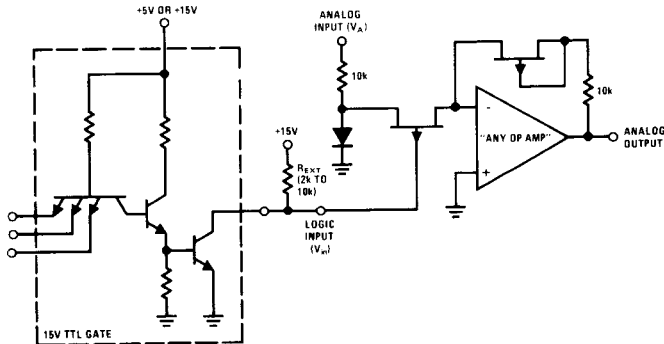 +5V OR +15V
ANALOG
INPUT (VA)
10k
+15V
REXT
(2k TO
10k)
LOGIC
INPUT
(Vin)
-
"ANY OP AMP"
+
10k
ANALOG
OUTPUT
15V TTL GATE